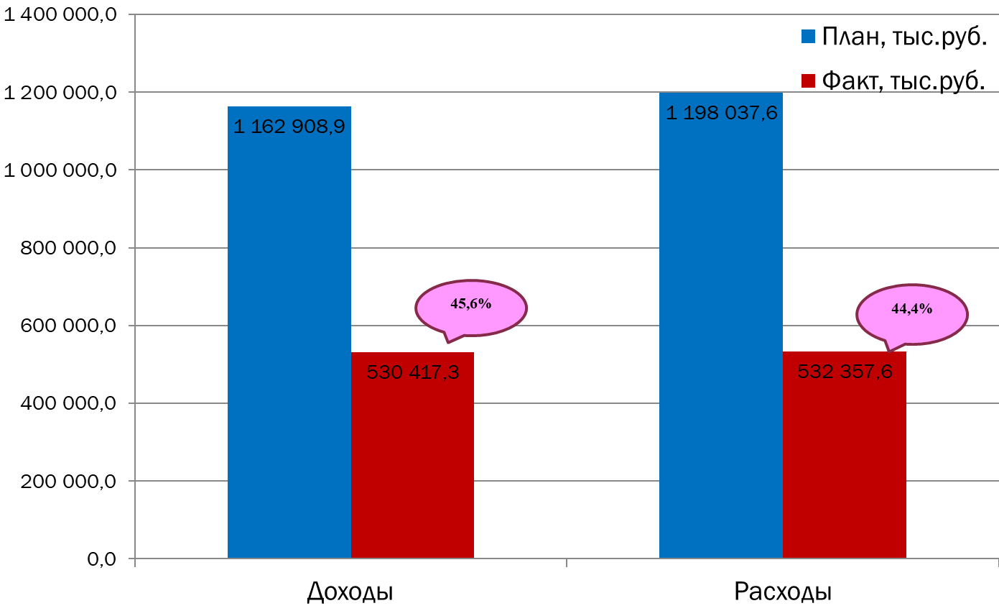 1 400 000,0
1 200 000,0
1 000 000,0
800 000,0
600 000,0
400 000,0
200 000,0
0,0
План, тыс.руб.
Факт, тыс.руб.
1 162 908,9
1 198 037,6
45,6%
44,4%
530 417,3
532 357,6
Доходы
Расходы